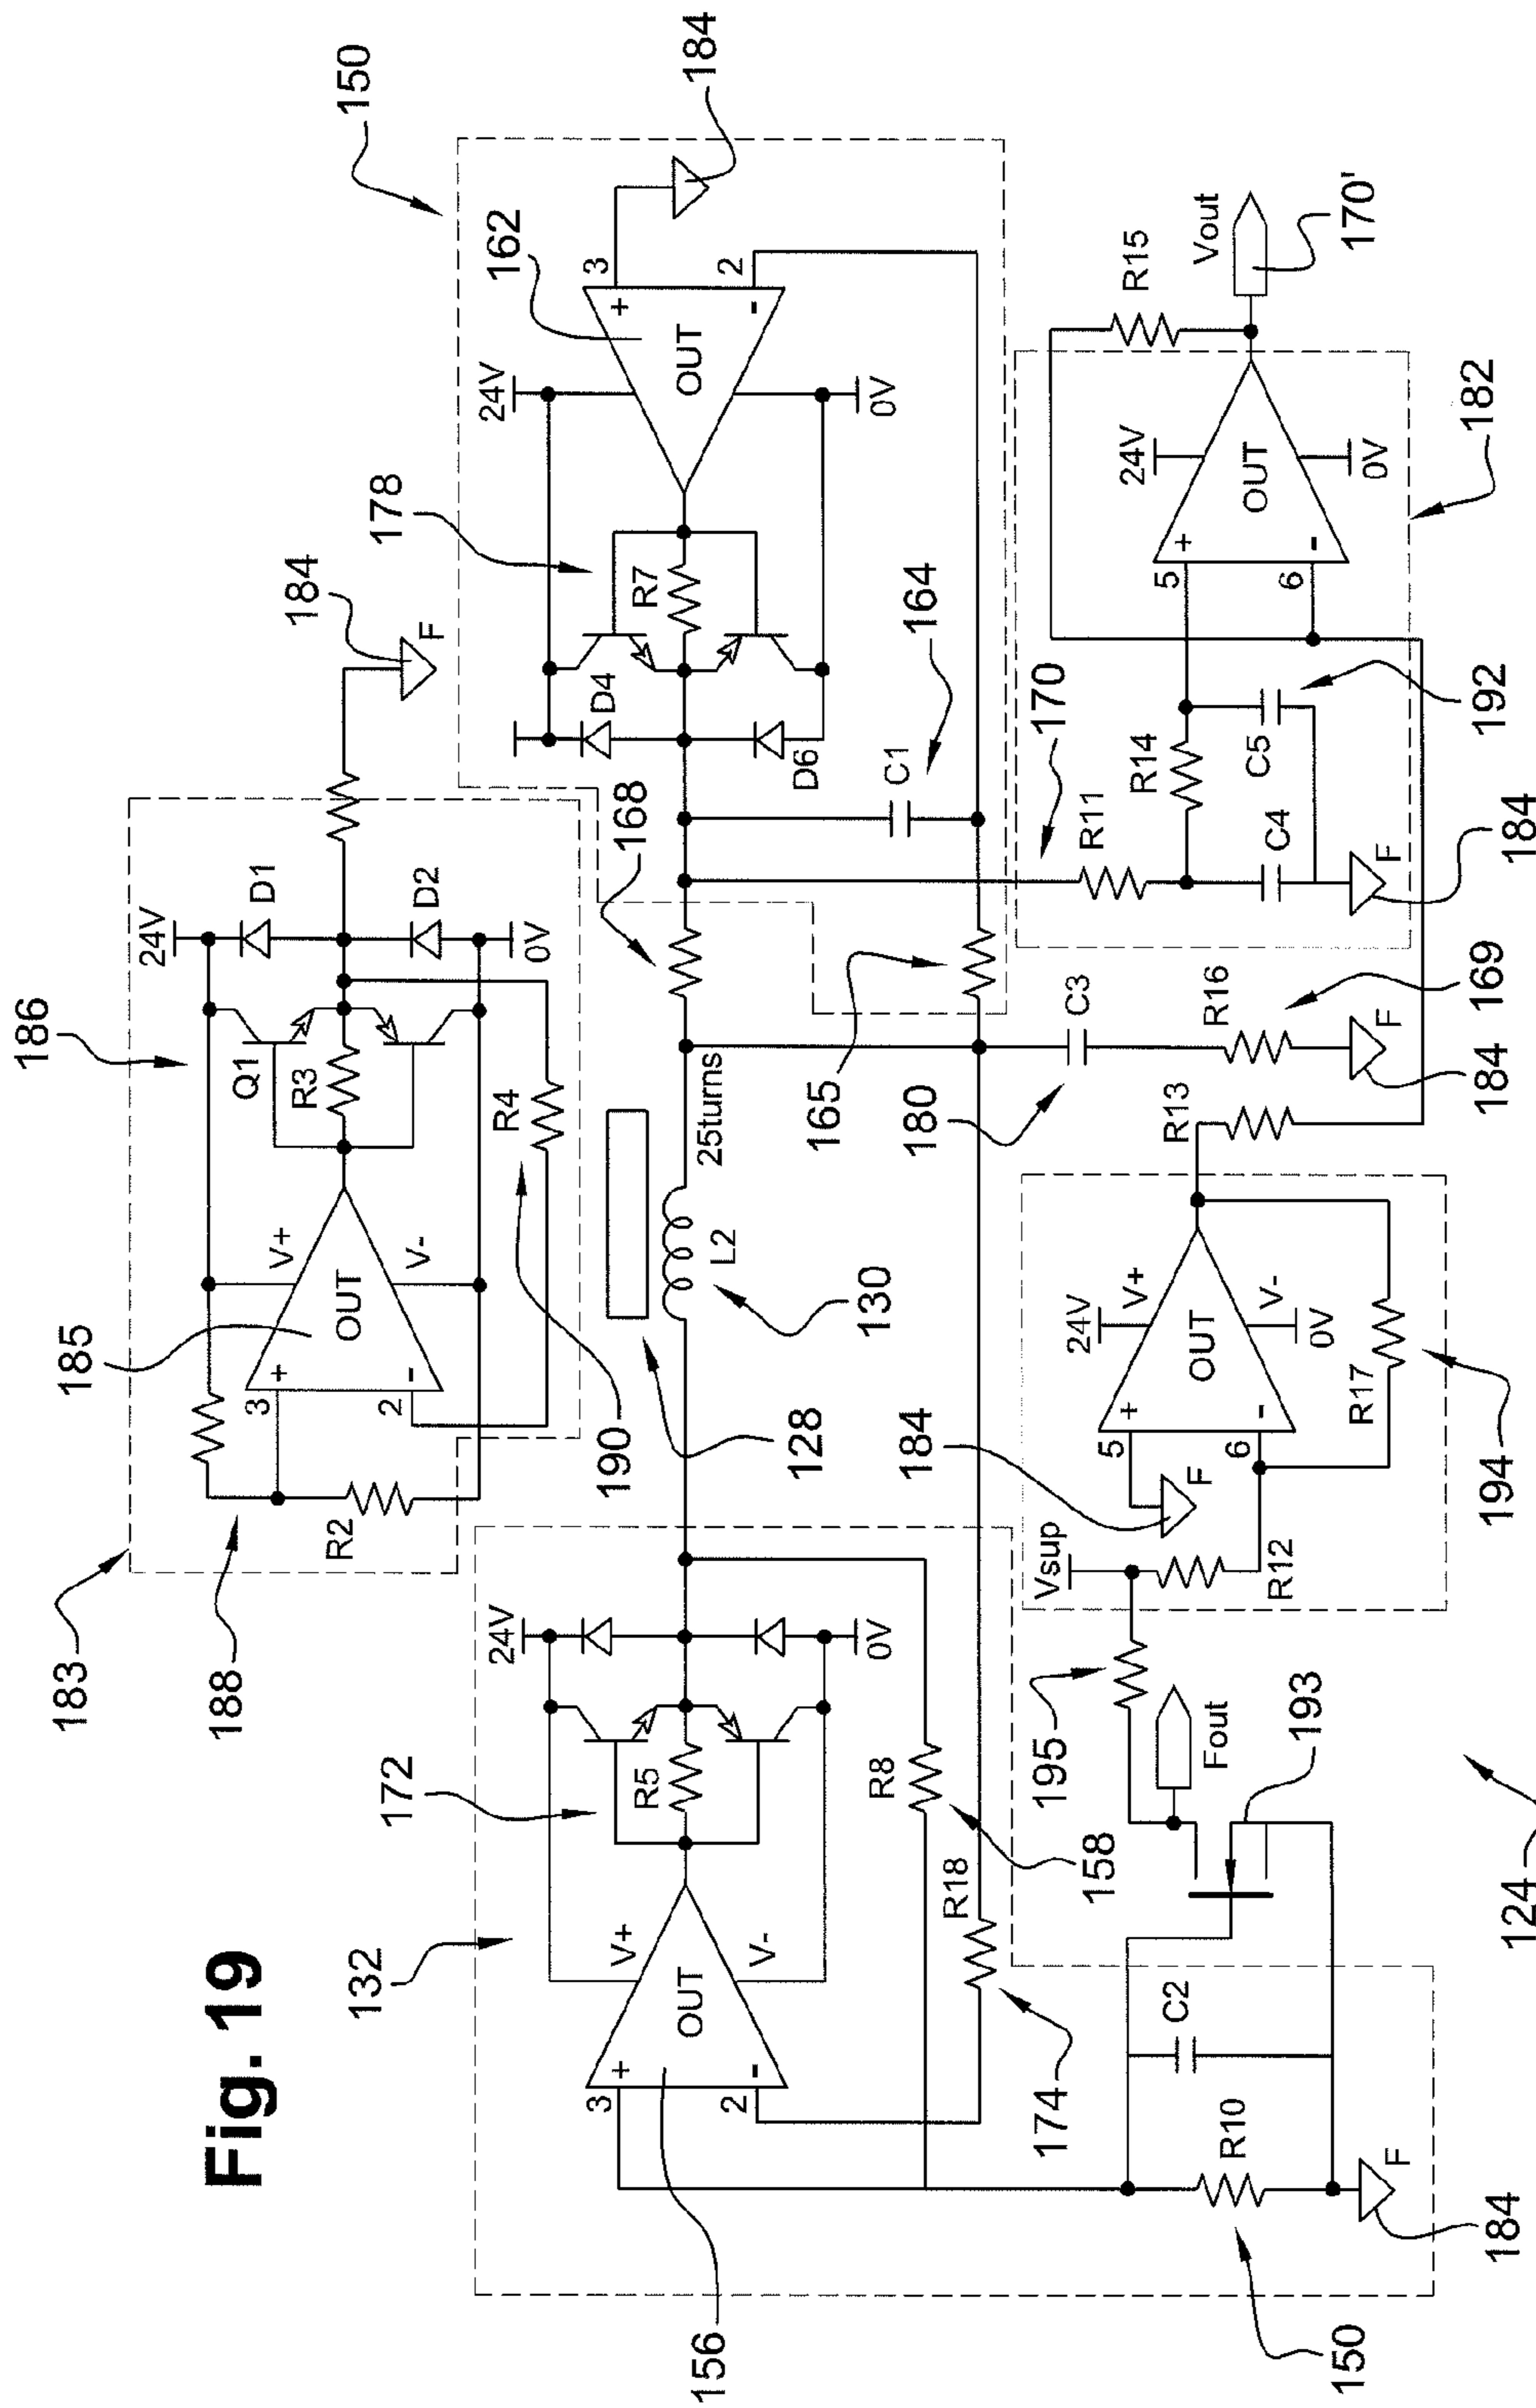 Fig. 19
183
188
185
186
24V
D1
D2
0V
V+
V-
OUT
+
-
3
2
Q1
R3
R4
R2
190
184
F
150
184
132
172
24V
0V
V+
V-
OUT
+
-
3
2
R5
R8
158
R18
174
156
128
130
L2
25turns
168
165
178
24V
0V
D4
D6
R7
OUT
162
+
-
3
2
C1
164
C2
R10
150
184
F
193
195
Fout
Vsup
R12
184
F
5
6
+
-
OUT
24V
V+
V-
0V
R17
194
R13
180
C3
R16
169
184
F
170
R11
R14
C4
C5
192
184
F
5
6
+
-
OUT
24V
0V
182
R15
Vout
170'
124